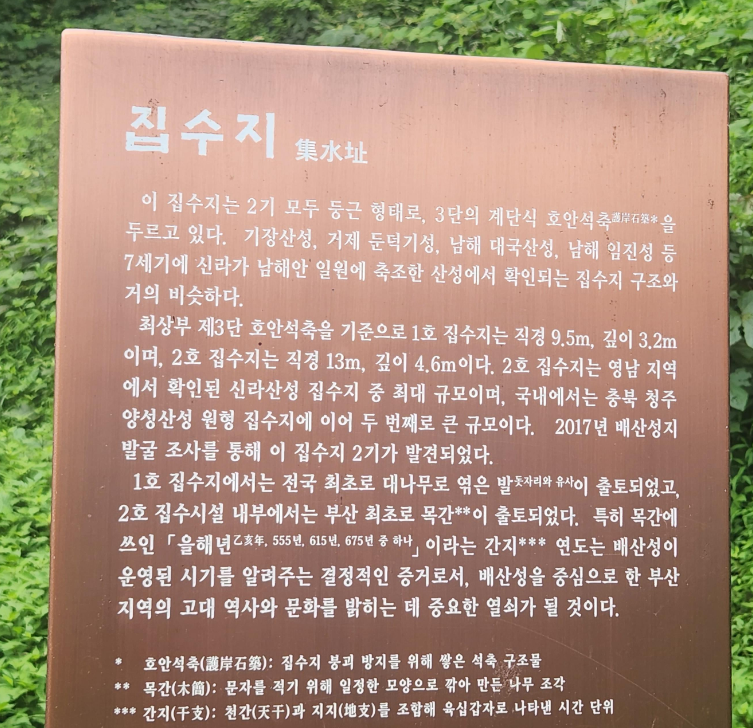 집수지 集水址
이 집수지는 2기 모두 둥근 형태로, 3단의 계단식 호안석축護岸石築*을
두르고 있다. 기장산성, 거제 둔덕기성, 남해 대국산성, 남해 임진성 등
7세기에 신라가 남해안 일원에 축조한 산성에서 확인되는 집수지 구조와
거의 비슷하다.
최상부 제3단 호안석축을 기준으로 1호 집수지는 직경 9.5m, 깊이 3.2m
이며, 2호 집수지는 직경 13m, 깊이 4.6m이다. 2호 집수지는 영남 지역
에서 확인된 신라산성 집수지 중 최대 규모이며, 국내에서는 충북 청주
양성산성 원형 집수지에 이어 두 번째로 큰 규모이다. 2017년 배산성지
발굴 조사를 통해 이 집수지 2기가 발견되었다.
1호 집수지에서는 전국 최초로 대나무로 엮은 발돗자리와 유사이 출토되었고,
2호 집수시설 내부에서는 부산 최초로 목간**이 출토되었다. 특히 목간에
쓰인 「을해년乙亥年, 555년, 615년, 675년 중 하나」이라는 간지*** 연도는 배산성이
운영된 시기를 알려주는 결정적인 증거로서, 배산성을 중심으로 한 부산
지역의 고대 역사와 문화를 밝히는 데 중요한 열쇠가 될 것이다.
* 호안석축(護岸石築): 집수지 붕괴 방지를 위해 쌓은 석축 구조물
** 목간(木簡): 문자를 적기 위해 일정한 모양으로 깎아 만든 나무 조각
*** 간지(干支): 천간(天干)과 지지(地支)를 조합해 육십갑자로 나타낸 시간 단위